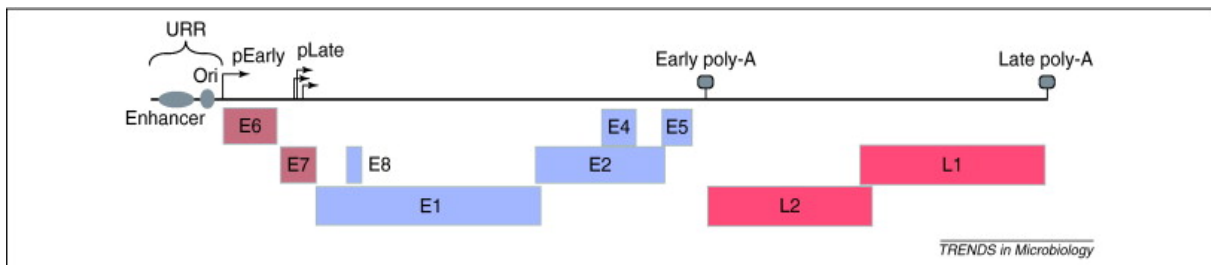 URR
pEarly
pLate
Ori
Early poly-A
Late poly-A
Enhancer
E6
E4
E5
E7
E8
E2
L1
E1
L2
TRENDS in Microbiology